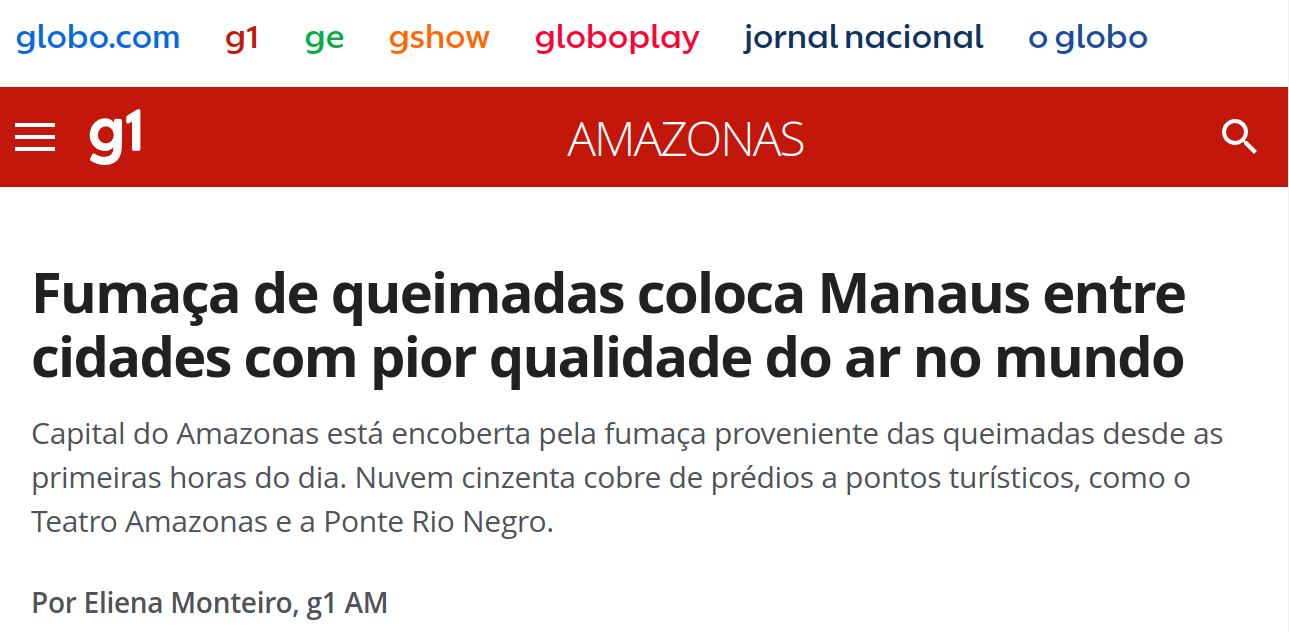 globo.com g1 ge gshow globoplay jornal nacional o globo
g1 AMAZONAS
Fumaça de queimadas coloca Manaus entre
cidades com pior qualidade do ar no mundo
Capital do Amazonas está encoberta pela fumaça proveniente das queimadas desde as
primeiras horas do dia. Nuvem cinzenta cobre de prédios a pontos turísticos, como o
Teatro Amazonas e a Ponte Rio Negro.
Por Eliena Monteiro, g1 AM